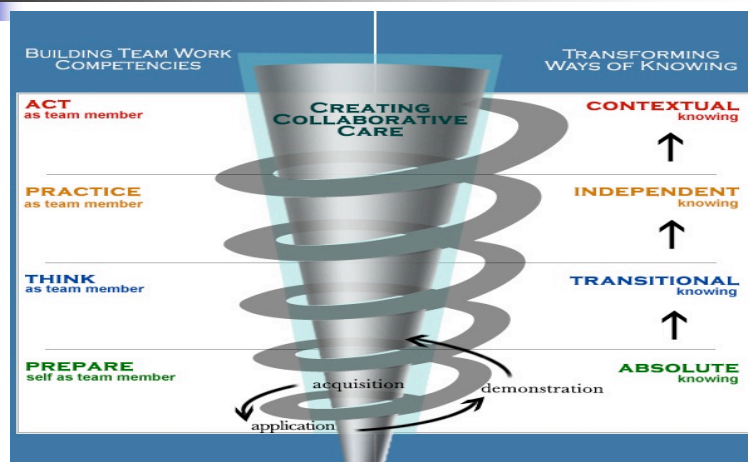 BUILDING TEAM WORK
COMPETENCIES
TRANSFORMING
WAYS OF KNOWING
CREATING
COLLABORATIVE
CARE
ACT
as team member
CONTEXTUAL
knowing
PRACTICE
as team member
INDEPENDENT
knowing
THINK
as team member
TRANSITIONAL
knowing
PREPARE
self as team member
ABSOLUTE
knowing
acquisition
demonstration
application